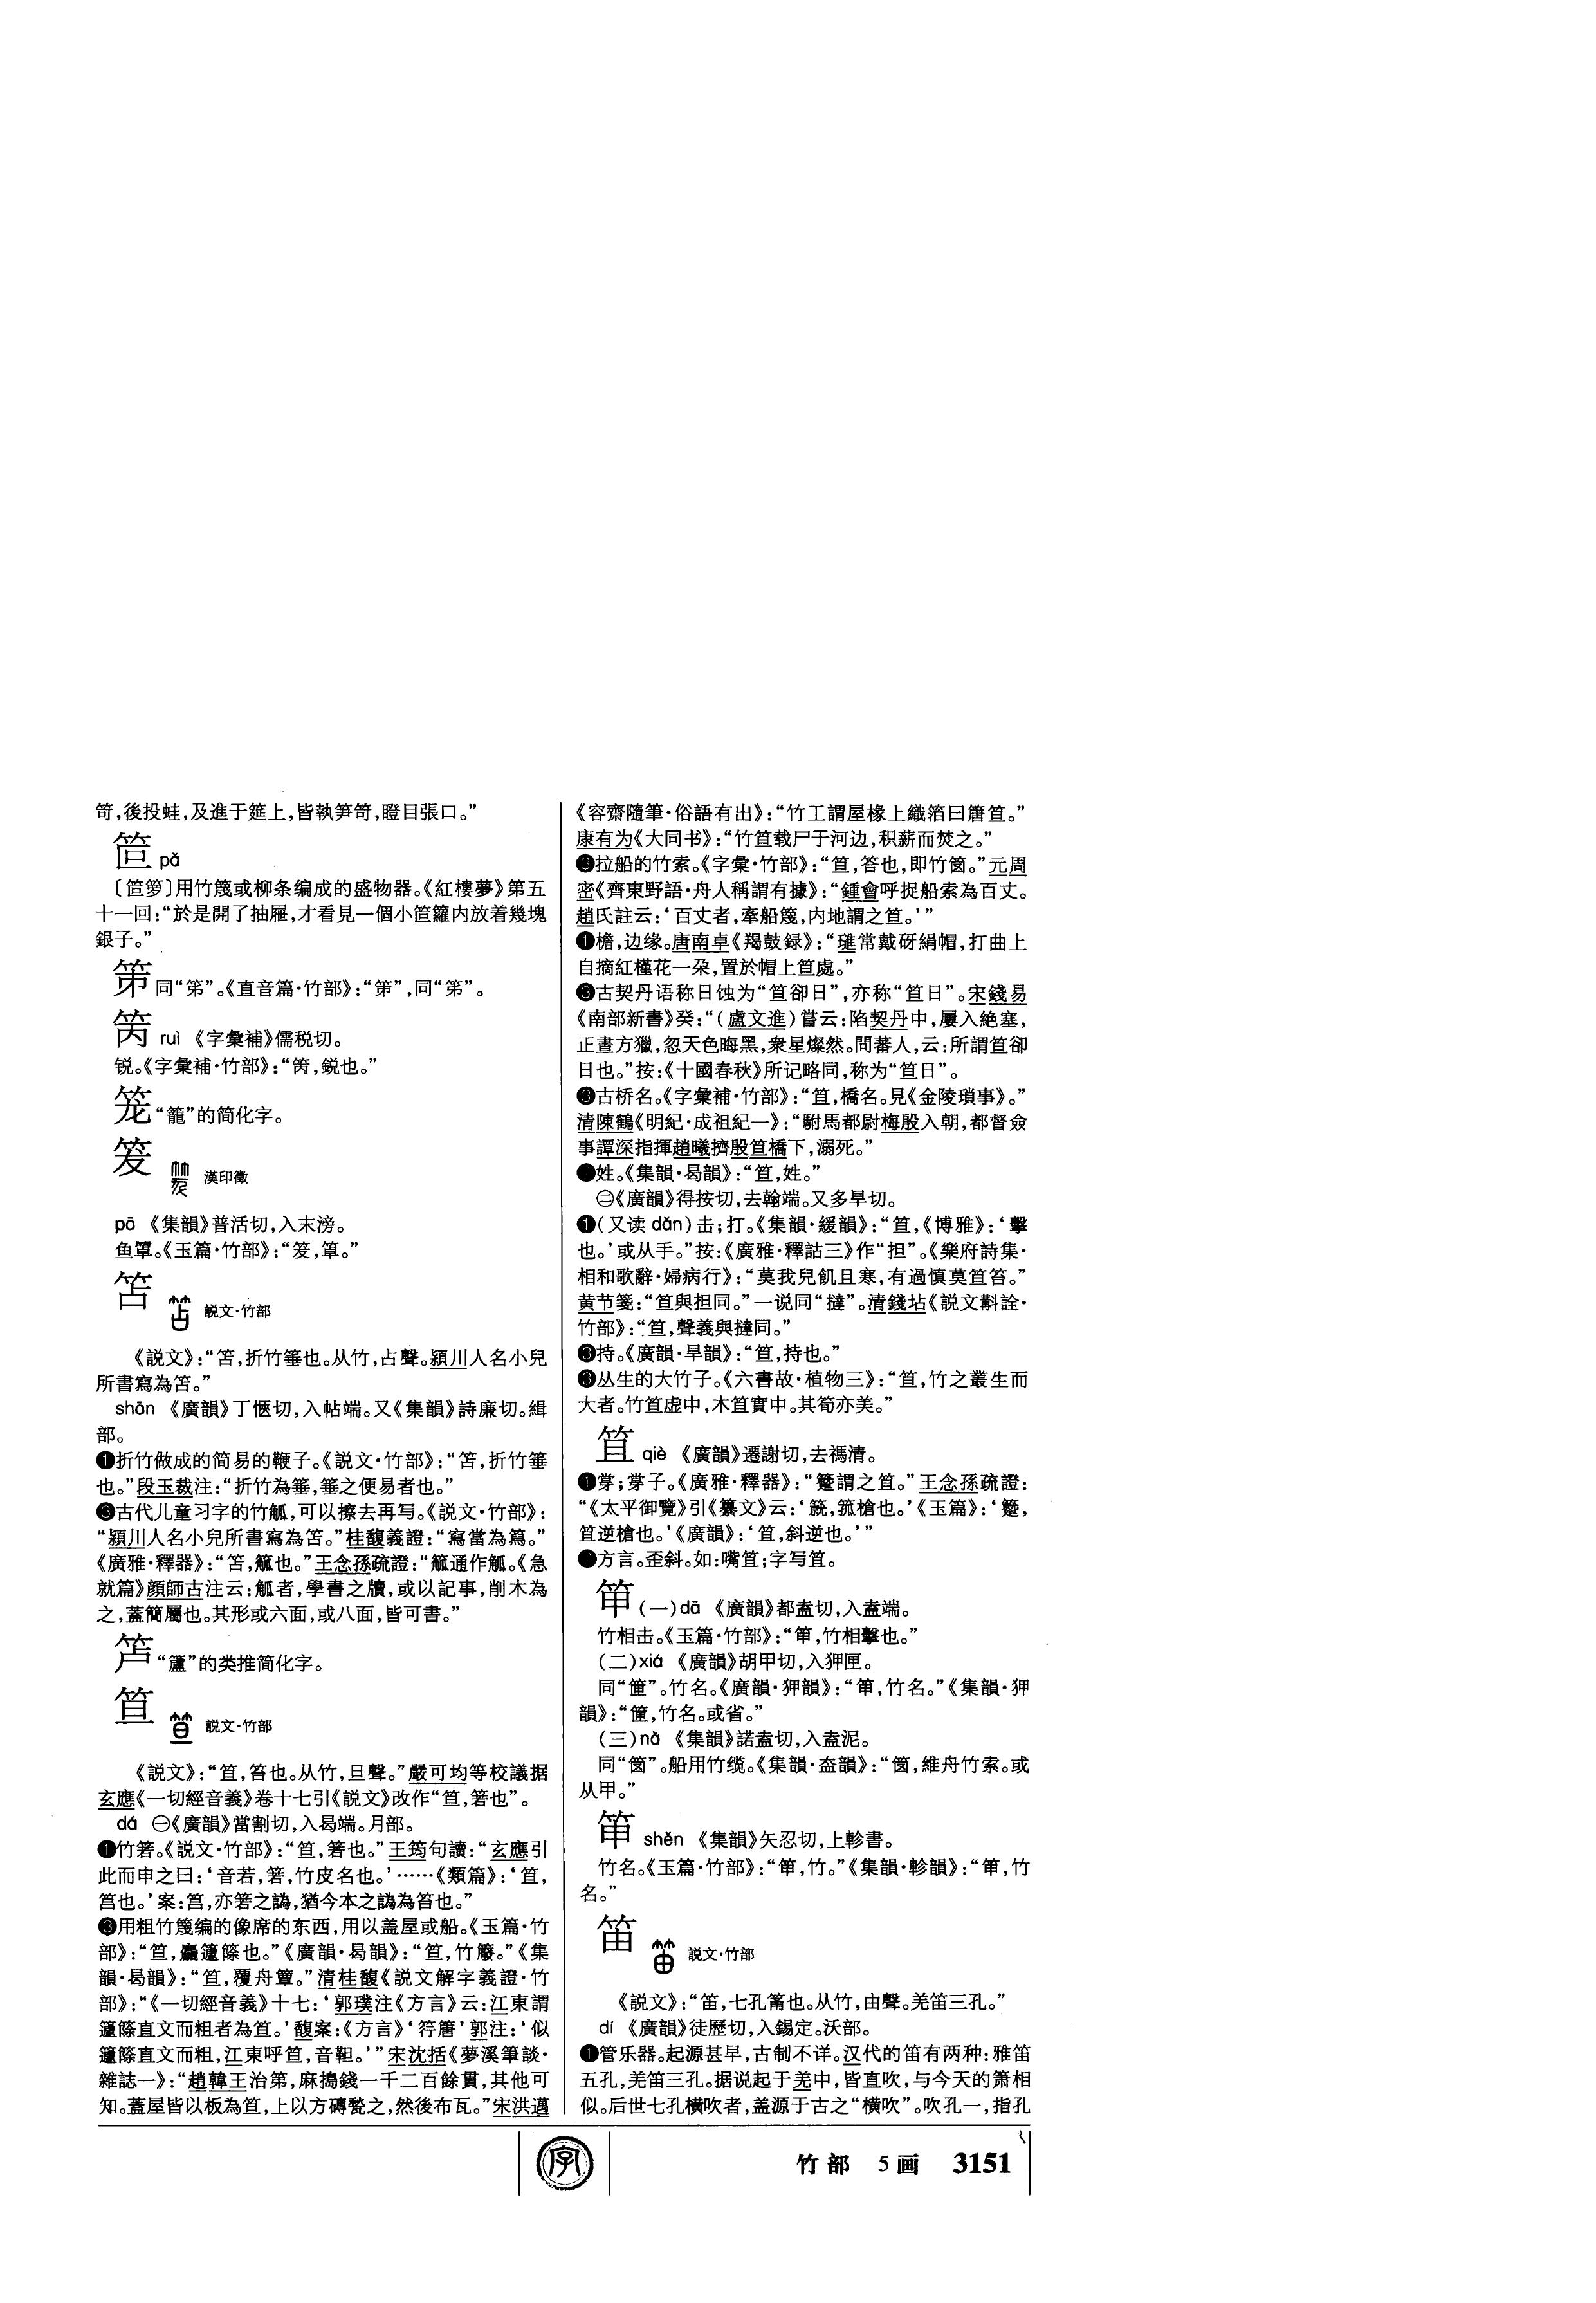 笴，後投蛙，及進于筵上，皆執笋笴，瞪目張口。”
笸 pǒ
〔笸箩〕用竹篾或柳条编成的盛物器。《紅樓夢》第五
十一回：“於是開了抽屜，才看見一個小笸籮内放着幾塊
銀子。”
同“笫”。《直音篇·竹部》：“”，同“笫”。
ruì 《字彙補》儒税切。
锐。《字彙補·竹部》：“，鋭也。”
笼 “籠”的简化字。
漢印徵
pō 《集韻》普活切，入末滂。
鱼罩。《玉篇·竹部》：“，篧。”
笘 説文·竹部
《説文》：“笘，折竹箠也。从竹，占聲。潁川人名小兒
所書寫為笘。”
shān 《廣韻》丁愜切，入帖端。又《集韻》詩廉切。緝
部。
❶折竹做成的简易的鞭子。《説文·竹部》：“笘，折竹箠
也。”段玉裁注：“折竹為箠，箠之便易者也。”
❸古代儿童习字的竹觚，可以擦去再写。《説文·竹部》：
“潁川人名小兒所書寫為笘。”桂馥義證：“寫當為籥。”
《廣雅·釋器》：“笘，籈也。”王念孫疏證：“通作觚。《急
就篇》顔師古注云：觚者，學書之牘，或以記事，削木為
之，蓋簡屬也。其形或六面，或八面，皆可書。”
“籚”的类推简化字。
笪 説文·竹部
《説文》：“笪，笞也。从竹，旦聲。”嚴可均等校議据
玄應《一切經音義》卷十七引《説文》改作“笪，箬也”。
dá ㊀《廣韻》當割切，入曷端。月部。
❶竹箬。《説文·竹部》：“笪，箬也。”王筠句讀：“玄應引
此而申之曰：‘音若，箬，竹皮名也。’……《類篇》：‘笪，
筥也。’案：筥，亦箬之譌，猶今本之譌為笞也。”
❸用粗竹篾编的像席的东西，用以盖屋或船。《玉篇·竹
部》：“笪，麤籧篨也。”《廣韻·曷韻》：“笪，竹𥴦。”《集
韻·曷韻》：“笪，覆舟簟。”清桂馥《説文解字義證·竹
部》：“《一切經音義》十七：‘郭璞注《方言》云：江東謂
籧篨直文而粗者為笪。’馥案：《方言》‘筕篖’郭注：‘似
籧篨直文而粗，江東呼笪，音靼。’”宋沈括《夢溪筆談·
雜誌一》：“趙韓王治第，麻搗錢一千二百餘貫，其他可
知。蓋屋皆以板為笪，上以方磚甃之，然後布瓦。”宋洪邁
《容齋隨筆·俗語有出》：“竹工謂屋椽上織箔曰篖笪。”
康有为《大同书》：“竹笪载尸于河边，积薪而焚之。”
❸拉船的竹索。《字彙·竹部》：“笪，笿也，即竹筤。”元周
密《齊東野語·舟人稱謂有據》：“鍾會呼捉船索為百丈。
趙氏註云：‘百丈者，牽船篾，内地謂之笪。’”
❶檐，边缘。唐南卓《羯鼓録》：“璡常戴砑絹帽，打曲上
自摘紅槿花一朶，置於帽上笪處。”
❸古契丹语称日蚀为“笪卻日”，亦称“笪日”。宋錢易
《南部新書》癸：“（盧文進）嘗云：陷契丹中，屢入絶塞，
正晝方獵，忽天色晦黑，衆星燦然。問蕃人，云：所謂笪卻
日也。”按：《十國春秋》所记略同，称为“笪日”。
❸古桥名。《字彙補·竹部》：“笪，橋名。見《金陵瑣事》。”
清陳鶴《明紀·成祖紀一》：“駙馬都尉梅殷入朝，都督僉
事譚深指揮趙曦擠殷笪橋下，溺死。”
●姓。《集韻·曷韻》：“笪，姓。”
㊁《廣韻》得按切，去翰端。又多旱切。
❶（又读dǎn）击；打。《集韻·緩韻》：“笪，《博雅》：‘擊
也。’或从手。”按：《廣雅·釋詁三》作“担”。《樂府詩集·
相和歌辭·婦病行》：“莫我兒飢且寒，有過慎莫笪笞。”
黄节箋：“笪與担同。”一说同“撻”。清錢坫《説文斠詮·
竹部》：“笪，聲義與撻同。”
❸持。《廣韻·旱韻》：“笪，持也。”
❸丛生的大竹子。《六書故·植物三》：“笪，竹之叢生而
大者。竹笪虚中，木笪實中。其筍亦美。”
笡 qiè 《廣韻》遷謝切，去禡清。
❶牚；牚子。《廣雅·釋器》：“䉷謂之笡。”王念孫疏證：
“《太平御覽》引《纂文》云：‘䉷，箛槍也。’《玉篇》：‘䉷，
笡逆槍也。’《廣韻》：‘笡，斜逆也。’”
●方言。歪斜。如：嘴笡；字写笡。
笚 （一）dā 《廣韻》都盍切，入盍端。
竹相击。《玉篇·竹部》：“笚，竹相擊也。”
（二）xiá 《廣韻》胡甲切，入狎匣。
同“”。竹名。《廣韻·狎韻》：“笚，竹名。”《集韻·狎
韻》：“，竹名。或省。”
（三）nà 《集韻》諾盍切，入盍泥。
同“”。船用竹缆。《集韻·盍韻》：“，維舟竹索。或
从甲。”
shěn 《集韻》矢忍切，上軫書。
竹名。《玉篇·竹部》：“，竹。”《集韻·軫韻》：“，竹
名。”
笛 説文·竹部
《説文》：“笛，七孔筩也。从竹，由聲。羌笛三孔。”
dí 《廣韻》徒歷切，入錫定。沃部。
❶管乐器。起源甚早，古制不详。汉代的笛有两种：雅笛
五孔，羌笛三孔。据说起于羌中，皆直吹，与今天的箫相
似。后世七孔横吹者，盖源于古之“横吹”。吹孔一，指孔
字
竹部 5画 3151